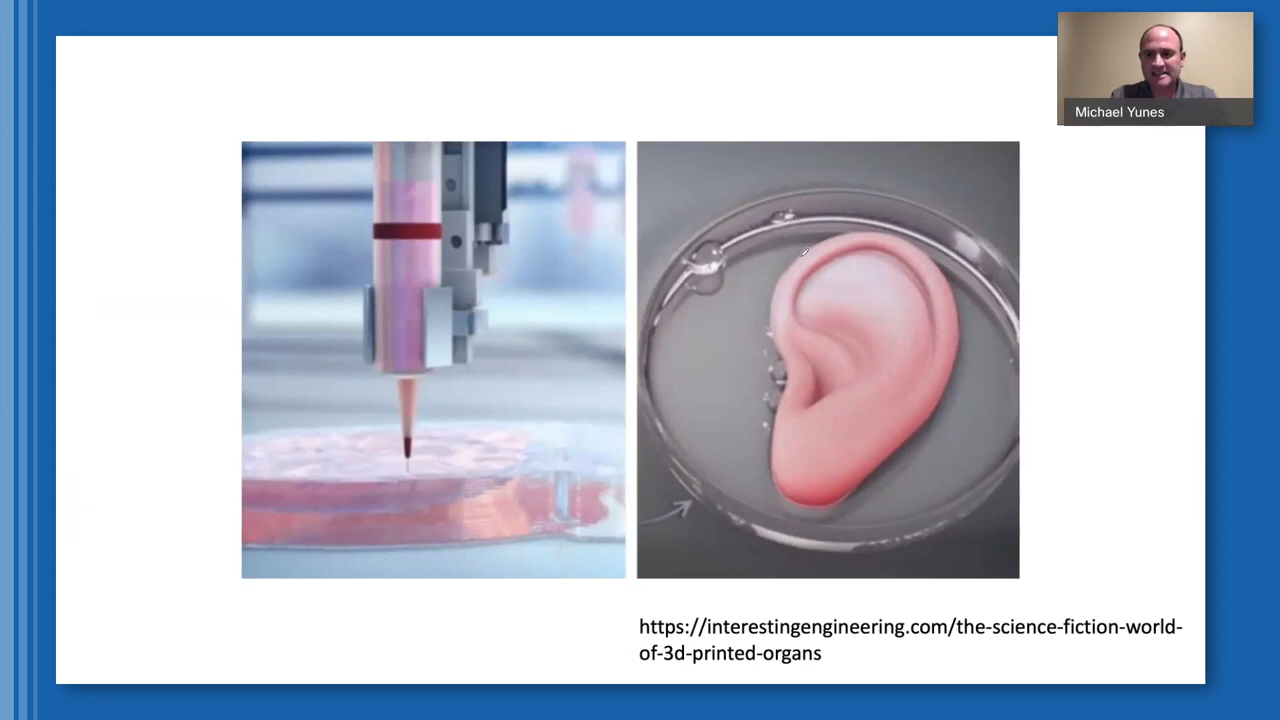 Michael Yunes
https://interestingengineering.com/the-science-fiction-world-
of-3d-printed-organs